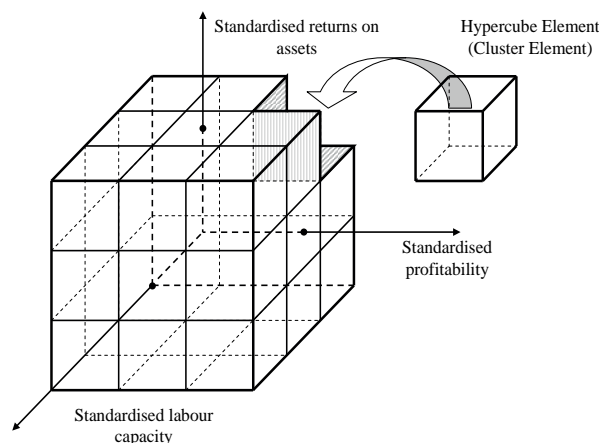 Standardised returns on
assets
Hypercube Element
(Cluster Element)
Standardised
profitability
Standardised labour
capacity